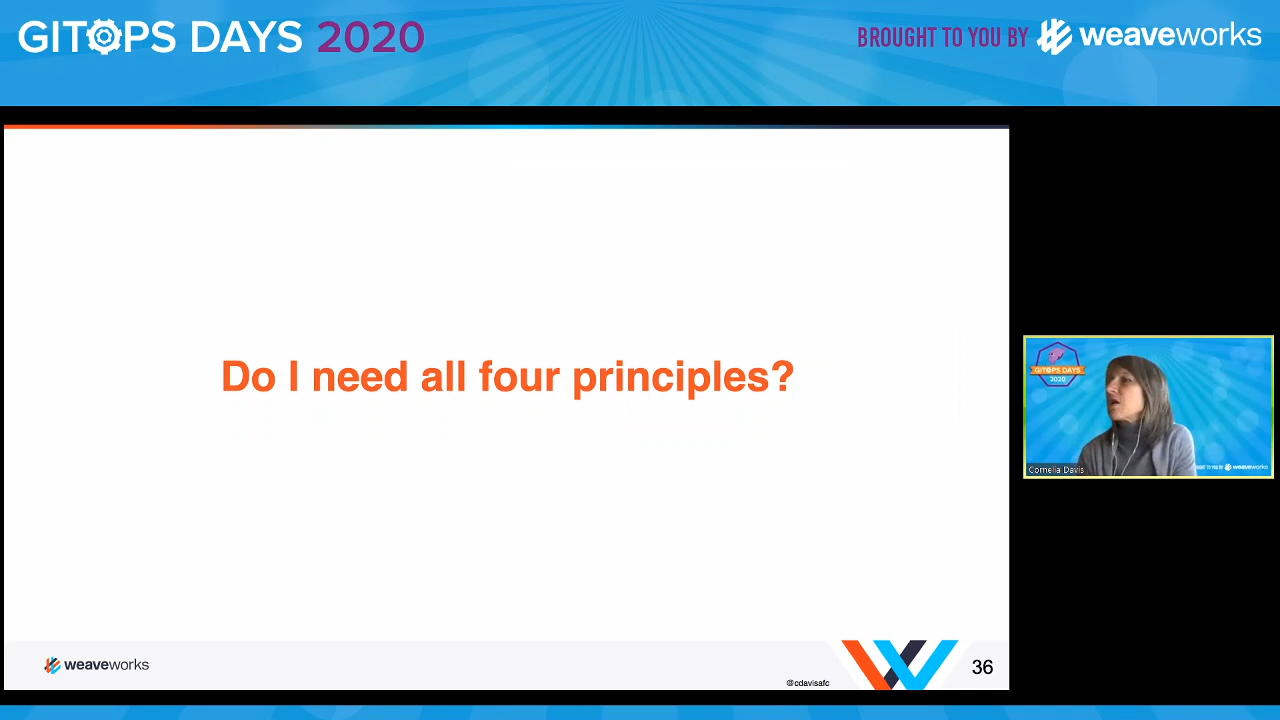 GITOPS DAYS 2020
BROUGHT TO YOU BY weaveworks
Do I need all four principles?
GITOPS DAYS
2020
Cornelia Davis
weaveworks
weaveworks
@cdavisafc
36